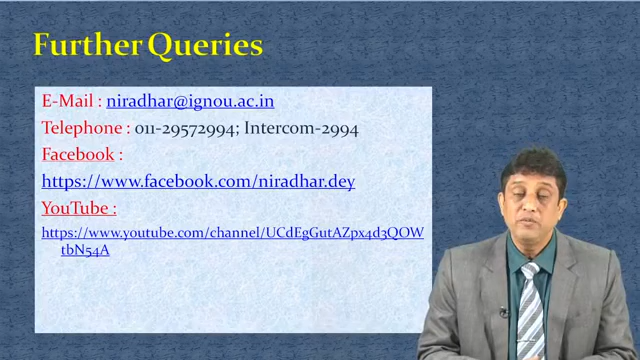 Further Queries
E-Mail : niradhar@ignou.ac.in
Telephone : 011-29572994; Intercom-2994
Facebook :
https://www.facebook.com/niradhar.dey
YouTube :
https://www.youtube.com/channel/UCdEgGutAZpx4d3QOW
tbN54A